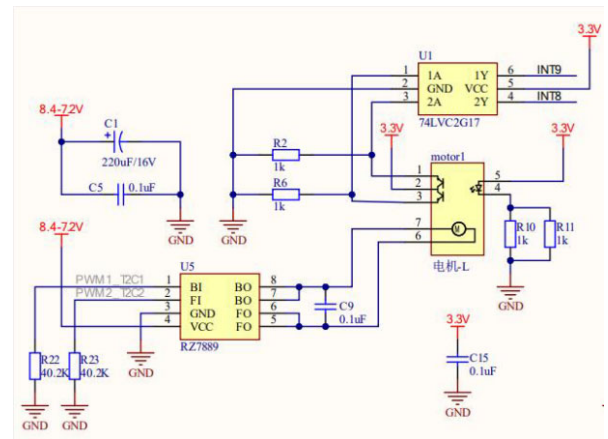 3.3V
U1
1 1A 1Y 6 INT9
2 GND VCC 5
3 2A 2Y 4 INT8
74LVC2G17
8.4-7.2V
C1
220uF/16V
C5 0.1uF
GND
R2
1k
R6
1k
GND
3.3V
motor1
3.3V
1
2
3
5
4
7
6
M
电机-L
R10
1k
R11
1k
GND
8.4-7.2V
U5
PWM1_T2C1 1 BI BO 8
PWM2_T2C2 2 FI BO 7
3 GND FO 6
4 VCC FO 5
RZ7889
C9
0.1uF
GND
R22
40.2K
R23
40.2K
GND
GND
3.3V
C15
0.1uF
GND